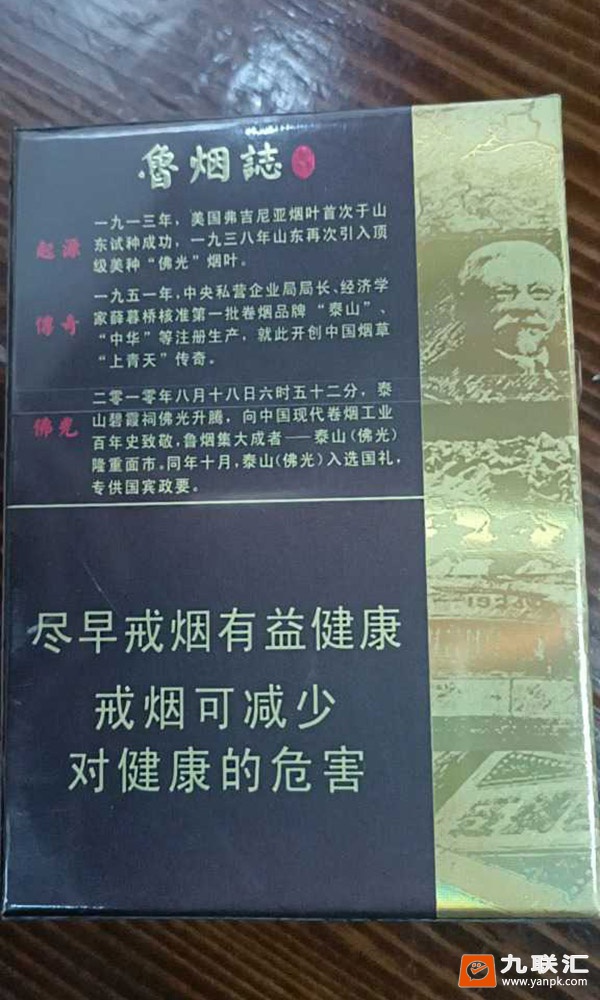 魯烟誌
起源
一九一三年，美国弗吉尼亚烟叶首次于山
东试种成功，一九三八年山东再次引入顶
级美种“佛光”烟叶。
傳奇
一九五一年，中央私营企业局局长、经济学
家薛暮桥核准第一批卷烟品牌“泰山”、
“中华”等注册生产，就此开创中国烟草
“上青天”传奇。
佛光
二零一零年八月十八日六时五十二分，泰
山碧霞祠佛光升腾，向中国现代卷烟工业
百年史致敬，鲁烟集大成者——泰山(佛光)
隆重面市。同年十月，泰山(佛光)入选国礼，
专供国宾政要。
尽早戒烟有益健康
戒烟可减少
对健康的危害
九联汇
www.yanpk.com